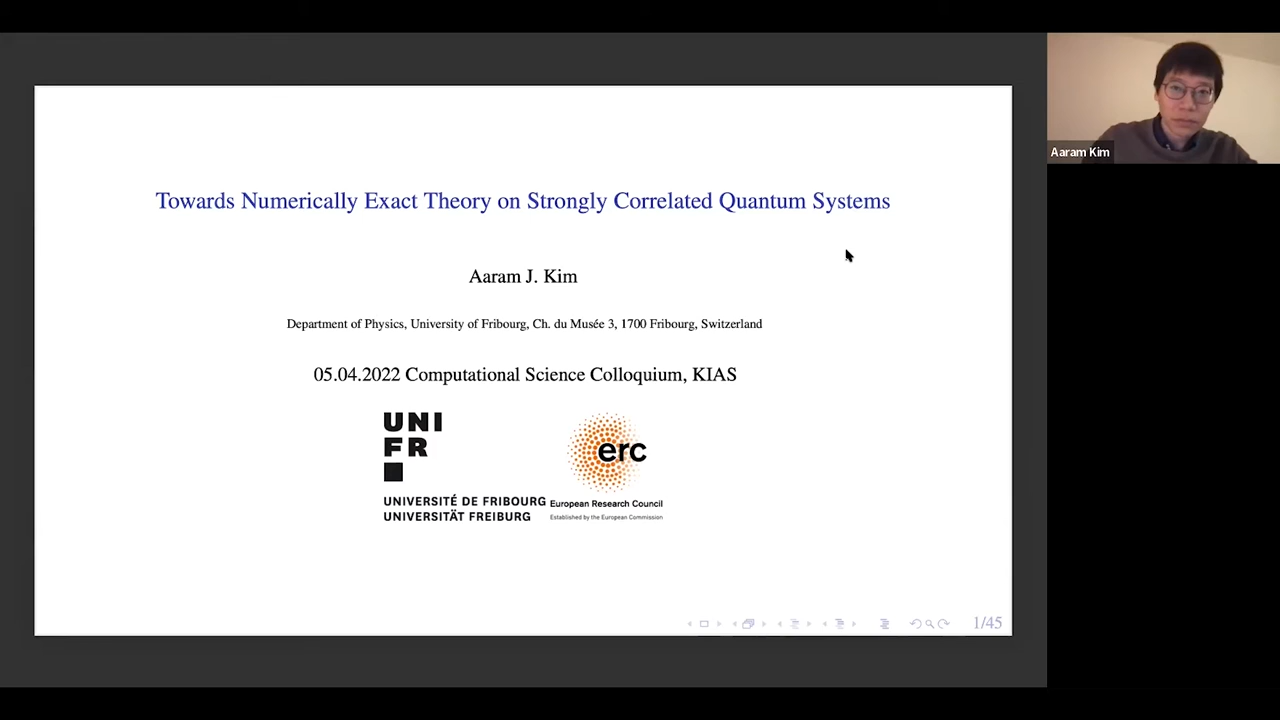 Towards Numerically Exact Theory on Strongly Correlated Quantum Systems
Aaram J. Kim
Department of Physics, University of Fribourg, Ch. du Musée 3, 1700 Fribourg, Switzerland
05.04.2022 Computational Science Colloquium, KIAS
UNI
FR
UNIVERSITÉ DE FRIBOURG
UNIVERSITÄT FREIBURG
erc
European Research Council
Established by the European Commission
1/45
Aaram Kim